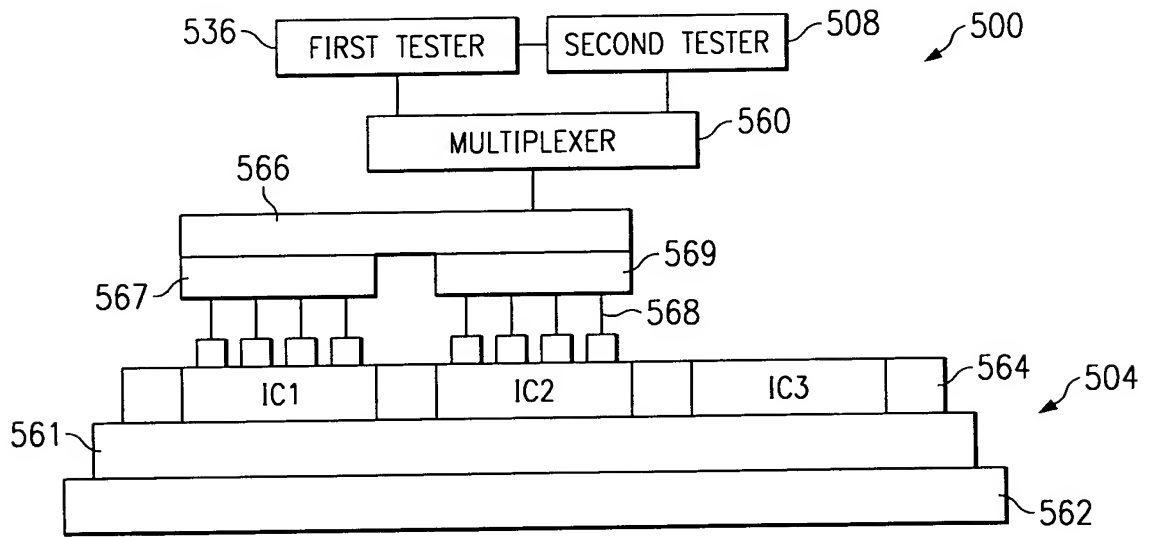 536
FIRST TESTER
SECOND TESTER
508
500
MULTIPLEXER
560
566
567
569
568
IC1
IC2
IC3
564
504
561
562